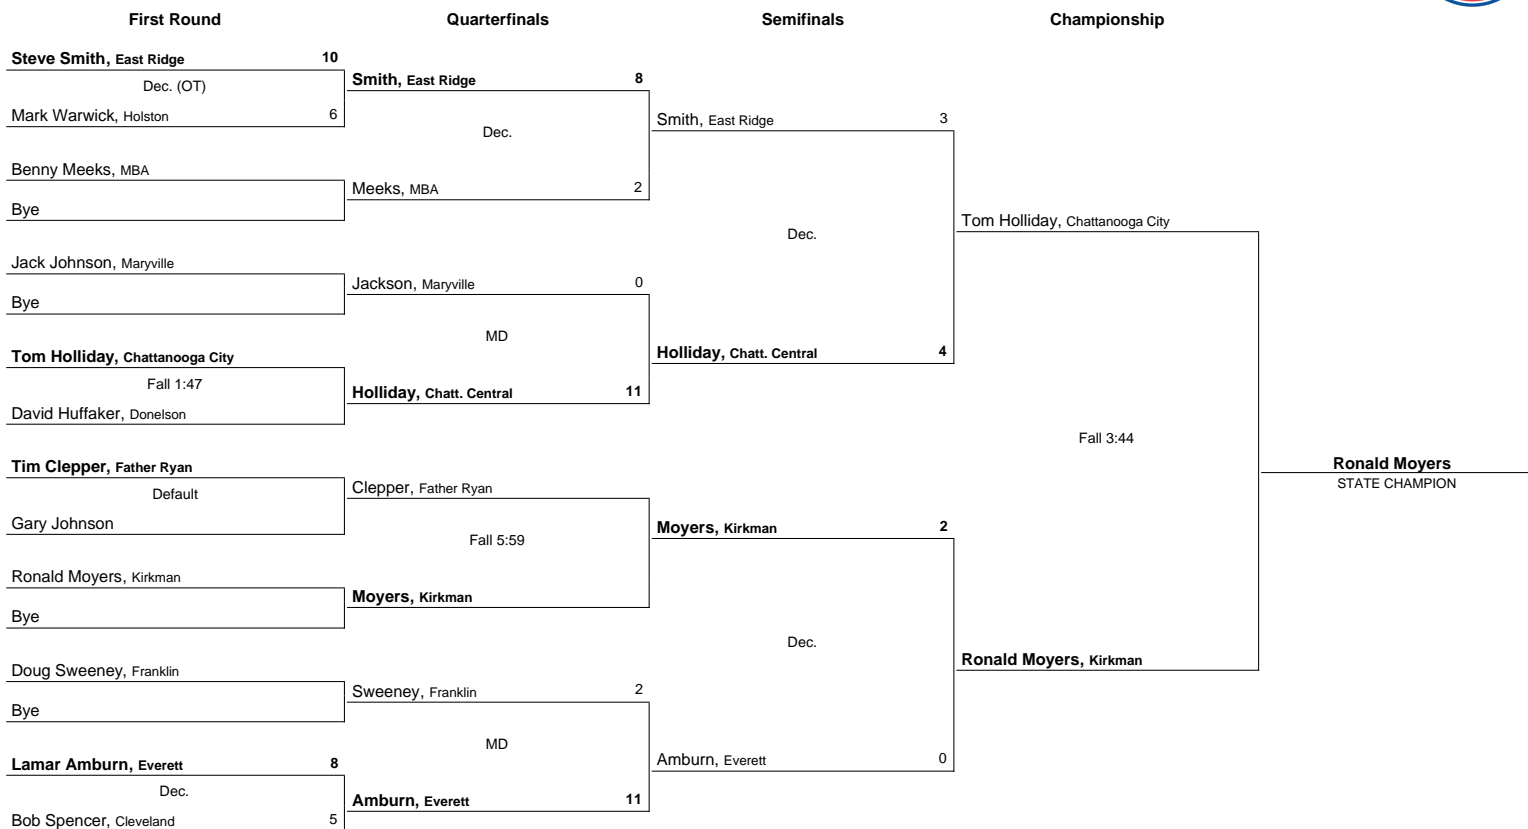 First Round
Quarterfinals
Semifinals
Championship
Steve Smith, East Ridge 10
Dec. (OT)
Mark Warwick, Holston 6
Benny Meeks, MBA
Bye
Jack Johnson, Maryville
Bye
Tom Holliday, Chattanooga City
Fall 1:47
David Huffaker, Donelson
Tim Clepper, Father Ryan
Default
Gary Johnson
Ronald Moyers, Kirkman
Bye
Doug Sweeney, Franklin
Bye
Lamar Amburn, Everett 8
Dec.
Bob Spencer, Cleveland 5
Smith, East Ridge 8
Dec.
Meeks, MBA 2
Jackson, Maryville 0
MD
Holliday, Chatt. Central 11
Clepper, Father Ryan
Fall 5:59
Moyers, Kirkman
Sweeney, Franklin 2
MD
Amburn, Everett 11
Smith, East Ridge 3
Dec.
Holliday, Chatt. Central 4
Moyers, Kirkman 2
Dec.
Amburn, Everett 0
Tom Holliday, Chattanooga City
Fall 3:44
Ronald Moyers, Kirkman
Ronald Moyers
STATE CHAMPION